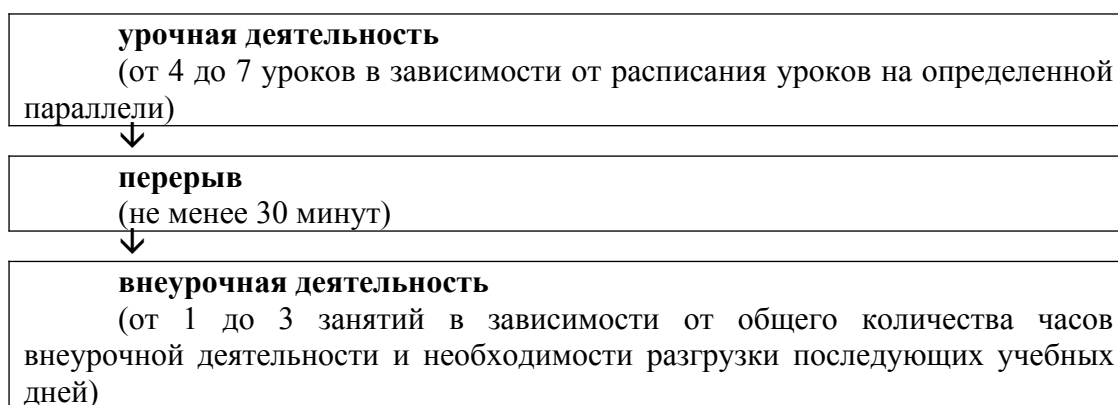 урочная деятельность
(от 4 до 7 уроков в зависимости от расписания уроков на определенной
параллели)
перерыв
(не менее 30 минут)
внеурочная деятельность
(от 1 до 3 занятий в зависимости от общего количества часов
внеурочной деятельности и необходимости разгрузки последующих учебных
дней)